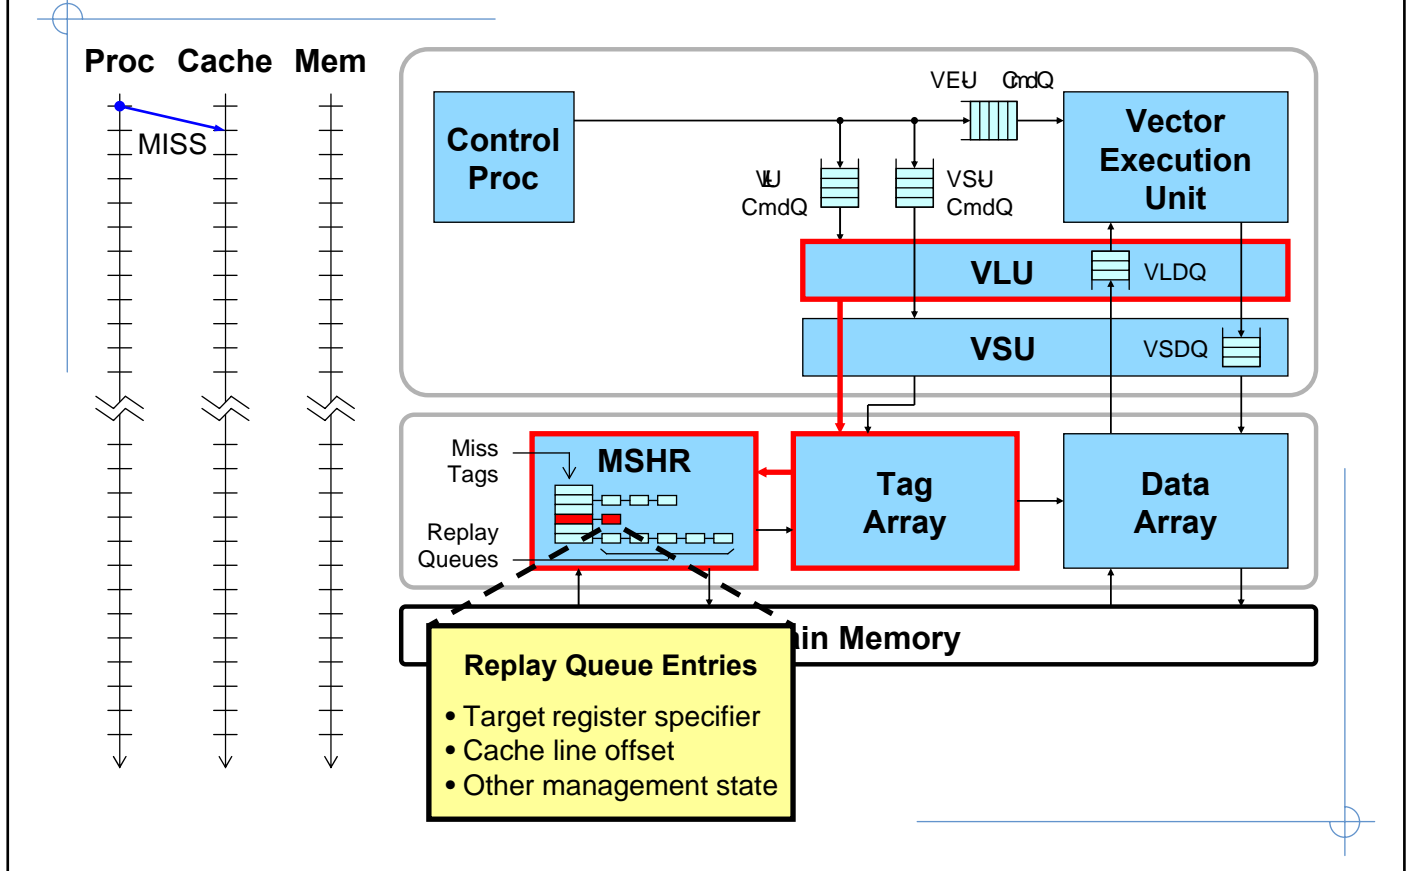 Proc Cache Mem
MISS
Control
Proc
VEU CmdQ
Vector
Execution
Unit
VLU
CmdQ
VSU
CmdQ
VLU
VLDQ
VSU
VSDQ
Miss
Tags
MSHR
Replay
Queues
Tag
Array
Data
Array
ain Memory
Replay Queue Entries
• Target register specifier
• Cache line offset
• Other management state